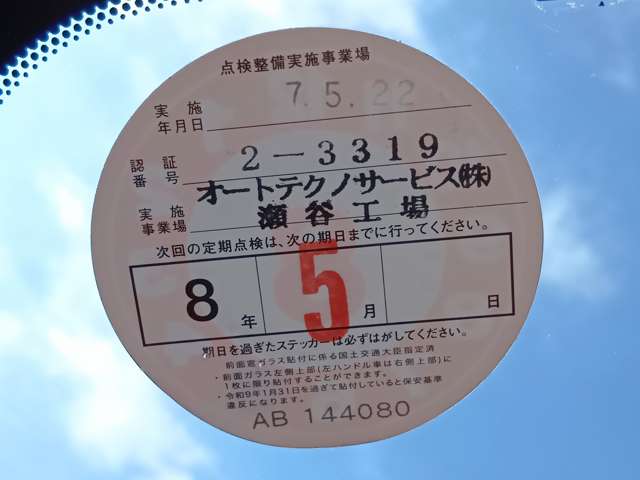 点検整備実施事業場
実施年月日 7.5.22
認証番号 2-3319
オートテクノサービス㈱
実施事業場 瀬谷工場
次回の定期点検は、次の期日までに行ってください。
8年 5月 日
期日を過ぎたステッカーは必ずはがしてください。
前面窓ガラス貼付に係る国土交通大臣指定済
・前面ガラス左側上部(左ハンドル車は右側上部)に
1枚に限り貼付することができます。
・令和9年1月31日を過ぎて貼付していると保安基準
違反になります。
AB 144080